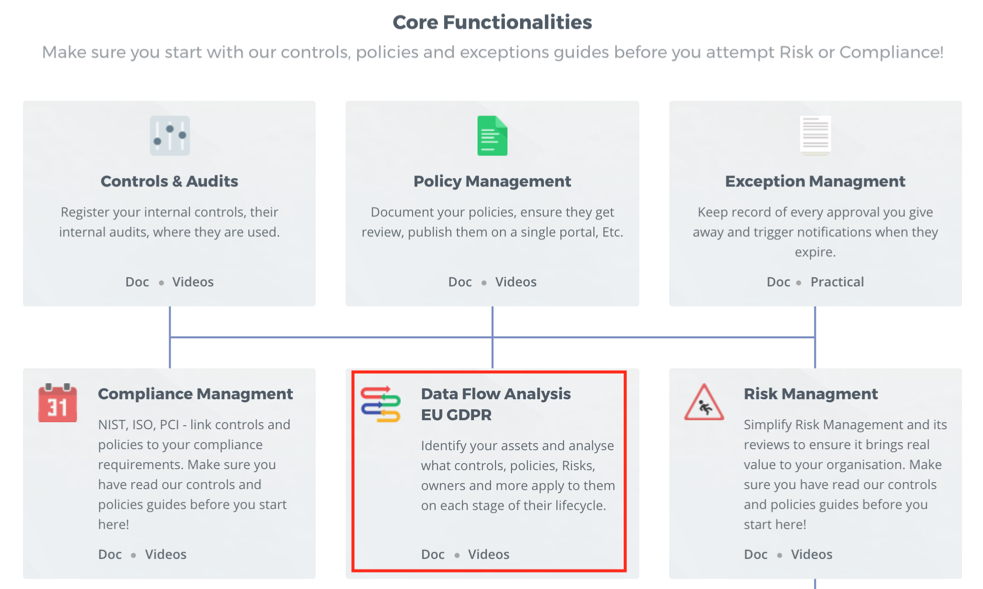 Core Functionalities
Make sure you start with our controls, policies and exceptions guides before you attempt Risk or Compliance!
Controls & Audits
Register your internal controls, their
internal audits, where they are used.
Doc • Videos
Policy Management
Document your policies, ensure they get
review, publish them on a single portal, Etc.
Doc • Videos
Exception Managment
Keep record of every approval you give
away and trigger notifications when they
expire.
Doc • Practical
31
Compliance Managment
NIST, ISO, PCI - link controls and
policies to your compliance
requirements. Make sure you
have read our controls and
policies guides before you start
here!
Doc • Videos
Data Flow Analysis
EU GDPR
Identify your assets and analyse
what controls, policies, Risks,
owners and more apply to them
on each stage of their lifecycle.
Doc • Videos
Risk Managment
Simplify Risk Management and its
reviews to ensure it brings real
value to your organisation. Make
sure you have read our controls
and policies guides before you
start here!
Doc • Videos